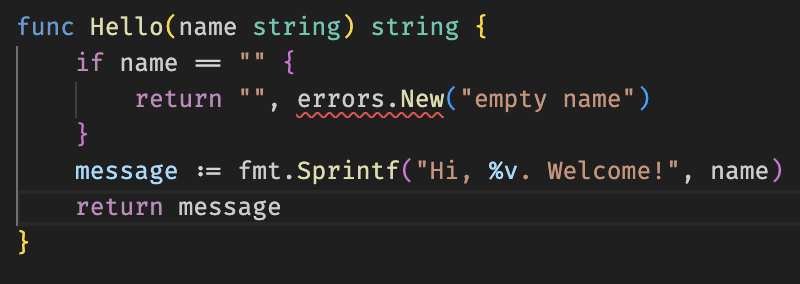 func Hello(name string) string {
    if name == "" {
        return "", errors.New("empty name")
    }
    message := fmt.Sprintf("Hi, %v. Welcome!", name)
    return message
}